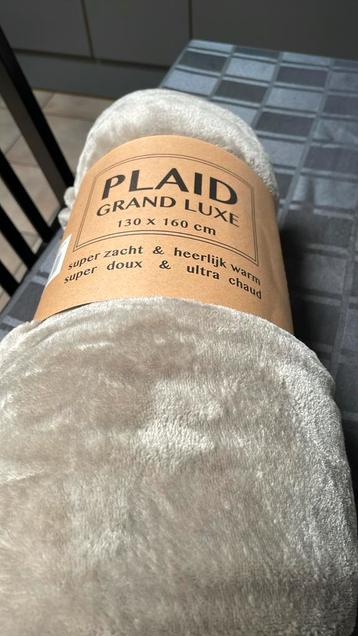 PLAID
GRAND LUXE
130 x 160 cm
super zacht & heerlijk warm
super doux & ultra chaud